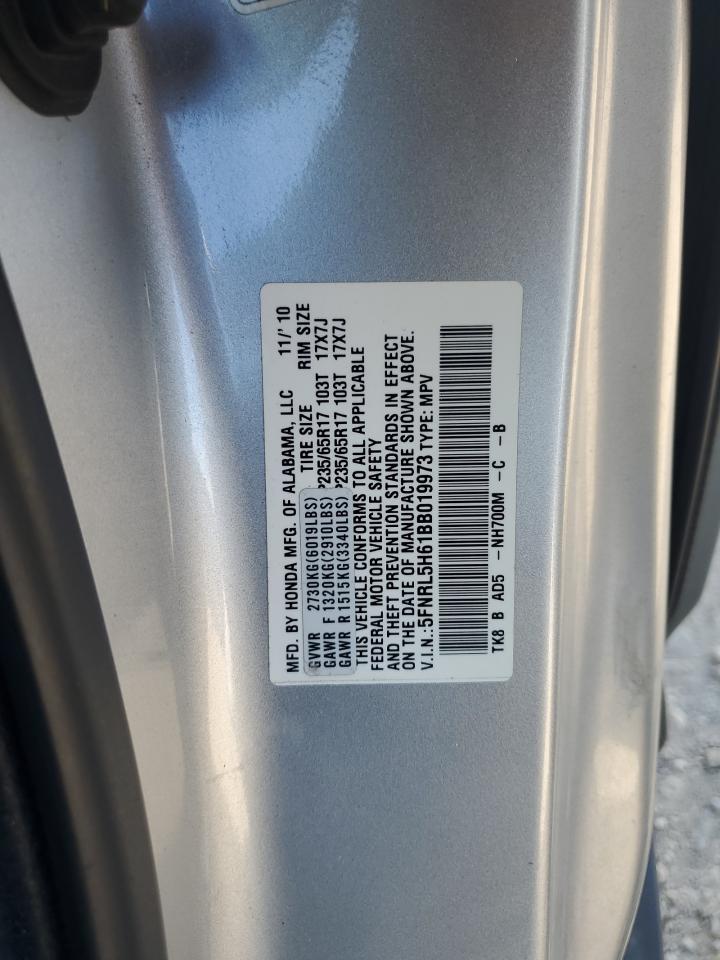 MFD. BY HONDA MFG. OF ALABAMA, LLC 11/' 10
TIRE SIZE RIM SIZE
GVWR 2730KG(6019LBS)
GAWR F 1320KG(2910LBS) P235/65R17 103T 17X7J
GAWR R 1515KG(3340LBS) P235/65R17 103T 17X7J
THIS VEHICLE CONFORMS TO ALL APPLICABLE
FEDERAL MOTOR VEHICLE SAFETY
AND THEFT PREVENTION STANDARDS IN EFFECT
ON THE DATE OF MANUFACTURE SHOWN ABOVE.
V.I.N.:5FNRL5H61BB019973 TYPE: MPV
TK8 B AD5 -NH700M -C -B